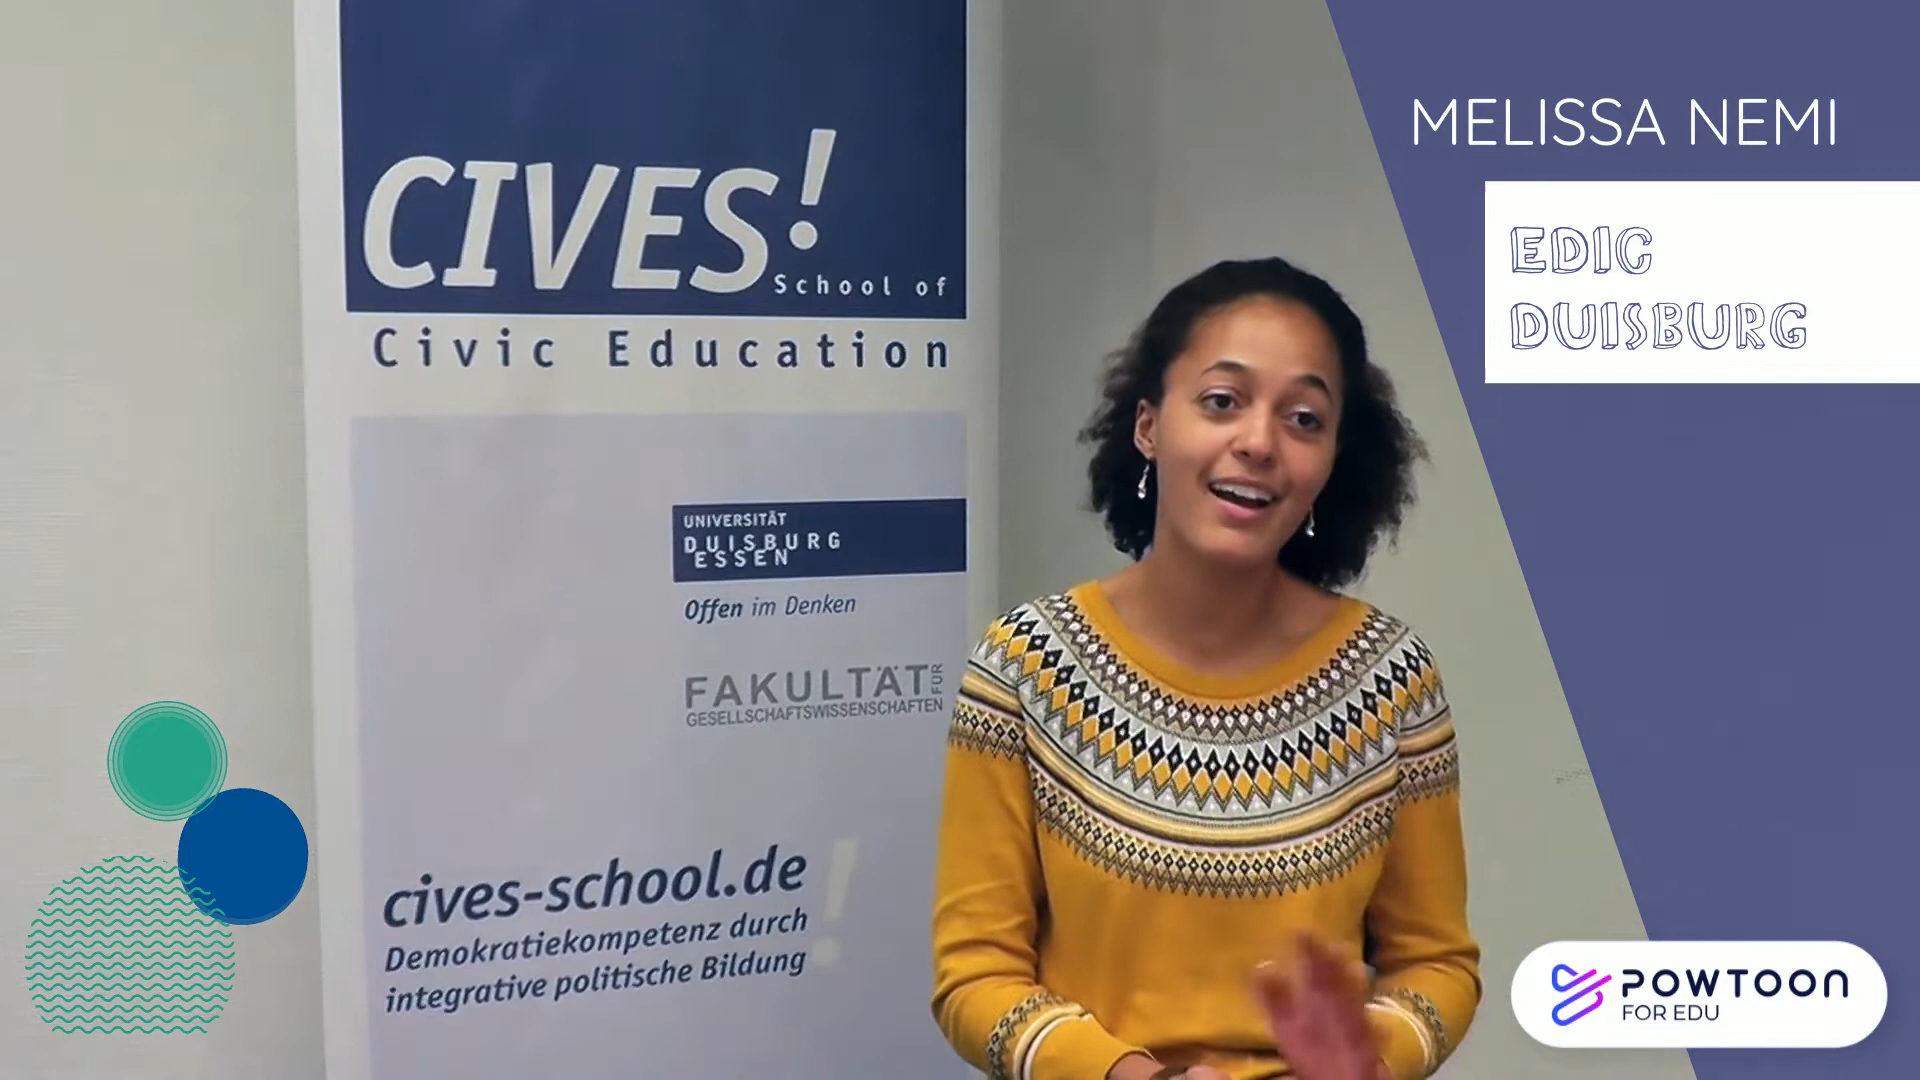 CIVES!
School of
Civic Education
UNIVERSITÄT
DUISBURG
ESSEN
Offen im Denken
FAKULTÄT FÜR
GESELLSCHAFTSWISSENSCHAFTEN
cives-school.de
Demokratiekompetenz durch
integrative politische Bildung
!
MELISSA NEMI
EDIC
DUISBURG
POWTOON
FOR EDU